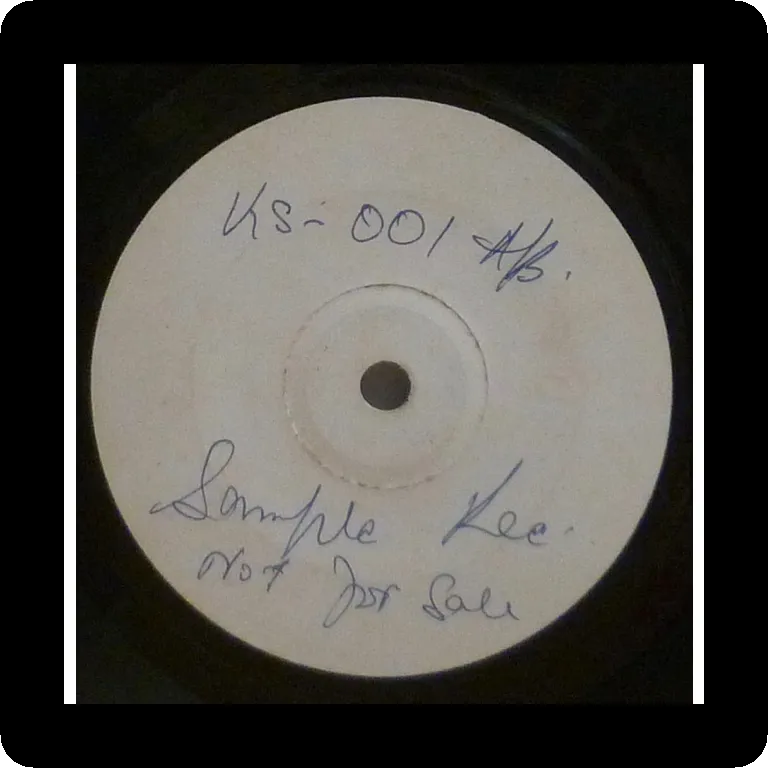 KS-001 A/B.
Sample Rec.
Not for Sale